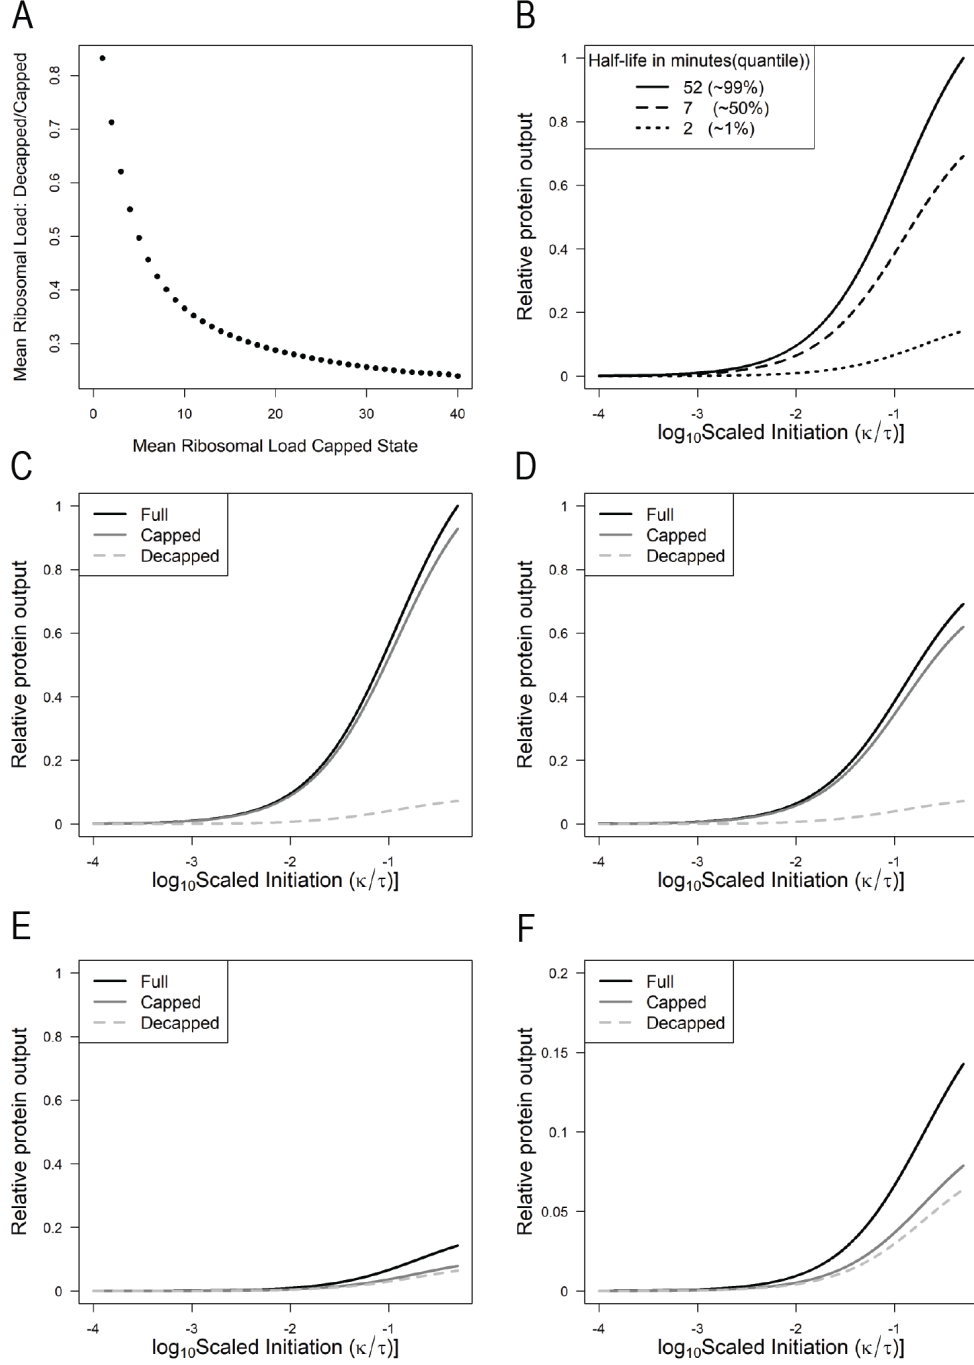 A
Mean Ribosomal Load: Decapped/Capped
0.8
0.7
0.6
0.5
0.4
0.3
0 10 20 30 40
Mean Ribosomal Load Capped State
B
Relative protein output
1
0.8
0.6
0.4
0.2
0
Half-life in minutes(quantile))
52 (~99%)
7 (~50%)
2 (~1%)
-4 -3 -2 -1
log₁₀Scaled Initiation (κ/τ)]
C
Relative protein output
1
0.8
0.6
0.4
0.2
0
Full
Capped
Decapped
-4 -3 -2 -1
log₁₀Scaled Initiation (κ/τ)]
D
Relative protein output
1
0.8
0.6
0.4
0.2
0
Full
Capped
Decapped
-4 -3 -2 -1
log₁₀Scaled Initiation (κ/τ)]
E
Relative protein output
1
0.8
0.6
0.4
0.2
0
Full
Capped
Decapped
-4 -3 -2 -1
log₁₀Scaled Initiation (κ/τ)]
F
Relative protein output
0.2
0.15
0.1
0.05
0
Full
Capped
Decapped
-4 -3 -2 -1
log₁₀Scaled Initiation (κ/τ)]